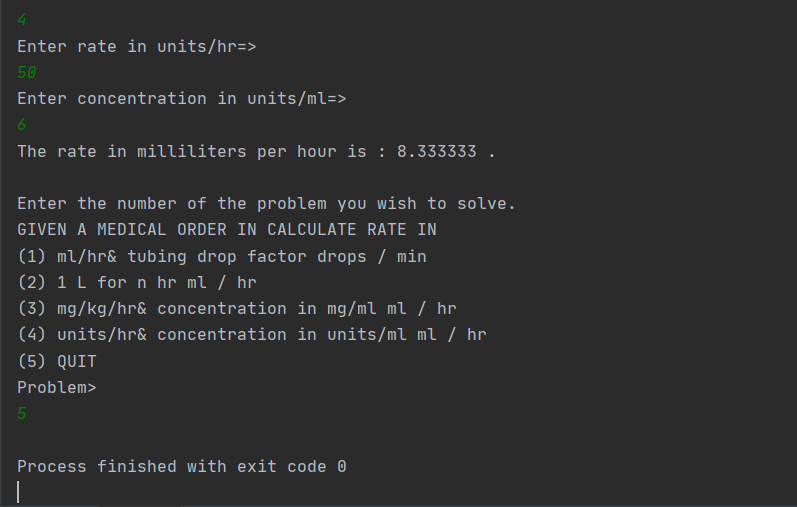 4
Enter rate in units/hr=>
50
Enter concentration in units/ml=>
6
The rate in milliliters per hour is : 8.333333 .
Enter the number of the problem you wish to solve.
GIVEN A MEDICAL ORDER IN CALCULATE RATE IN
(1) ml/hr& tubing drop factor drops / min
(2) 1 L for n hr ml / hr
(3) mg/kg/hr& concentration in mg/ml ml / hr
(4) units/hr& concentration in units/ml ml / hr
(5) QUIT
Problem>
5
Process finished with exit code 0